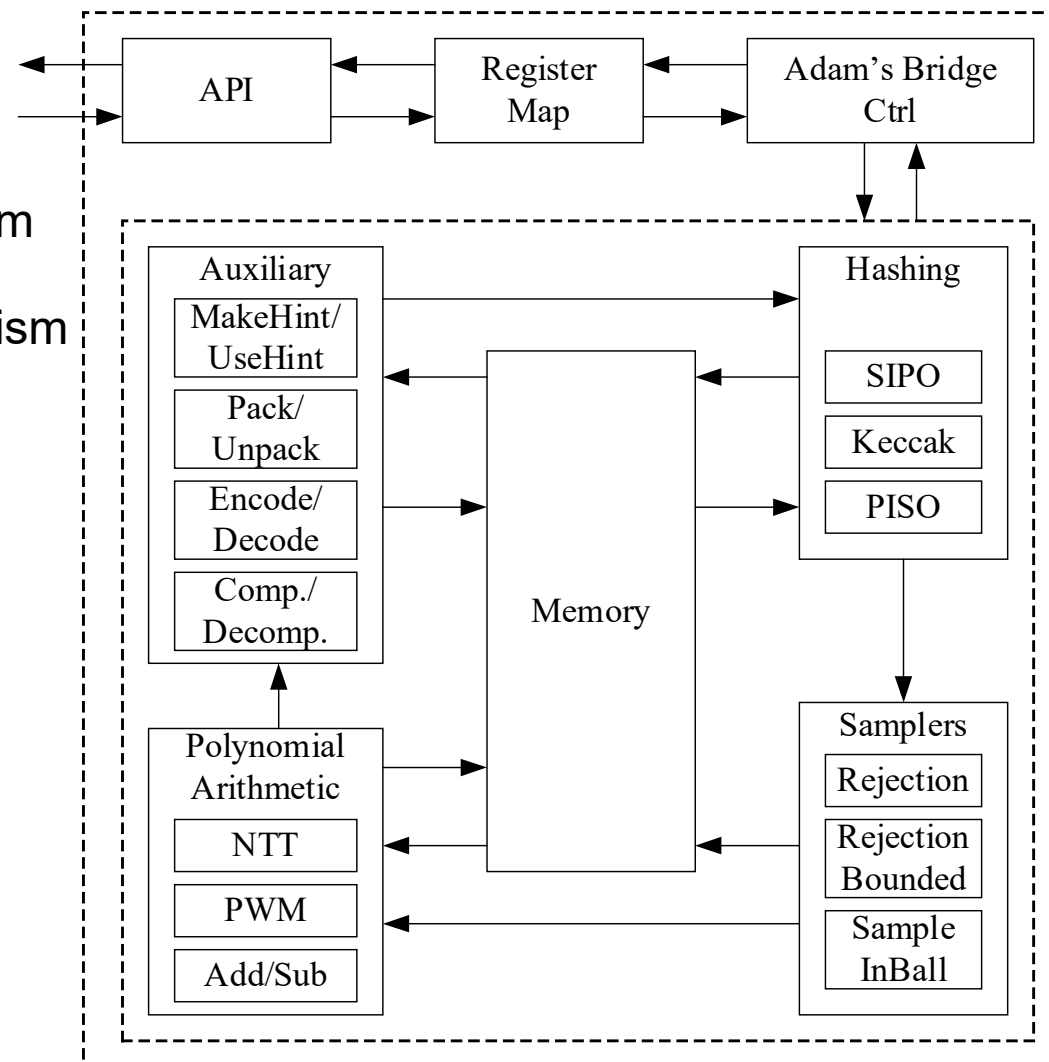 API
Register
Map
Adam's Bridge
Ctrl
m
ism
Auxiliary
MakeHint/
UseHint
Pack/
Unpack
Encode/
Decode
Comp./
Decomp.
Polynomial
Arithmetic
NTT
PWM
Add/Sub
Memory
Hashing
SIPO
Keccak
PISO
Samplers
Rejection
Rejection
Bounded
Sample
InBall